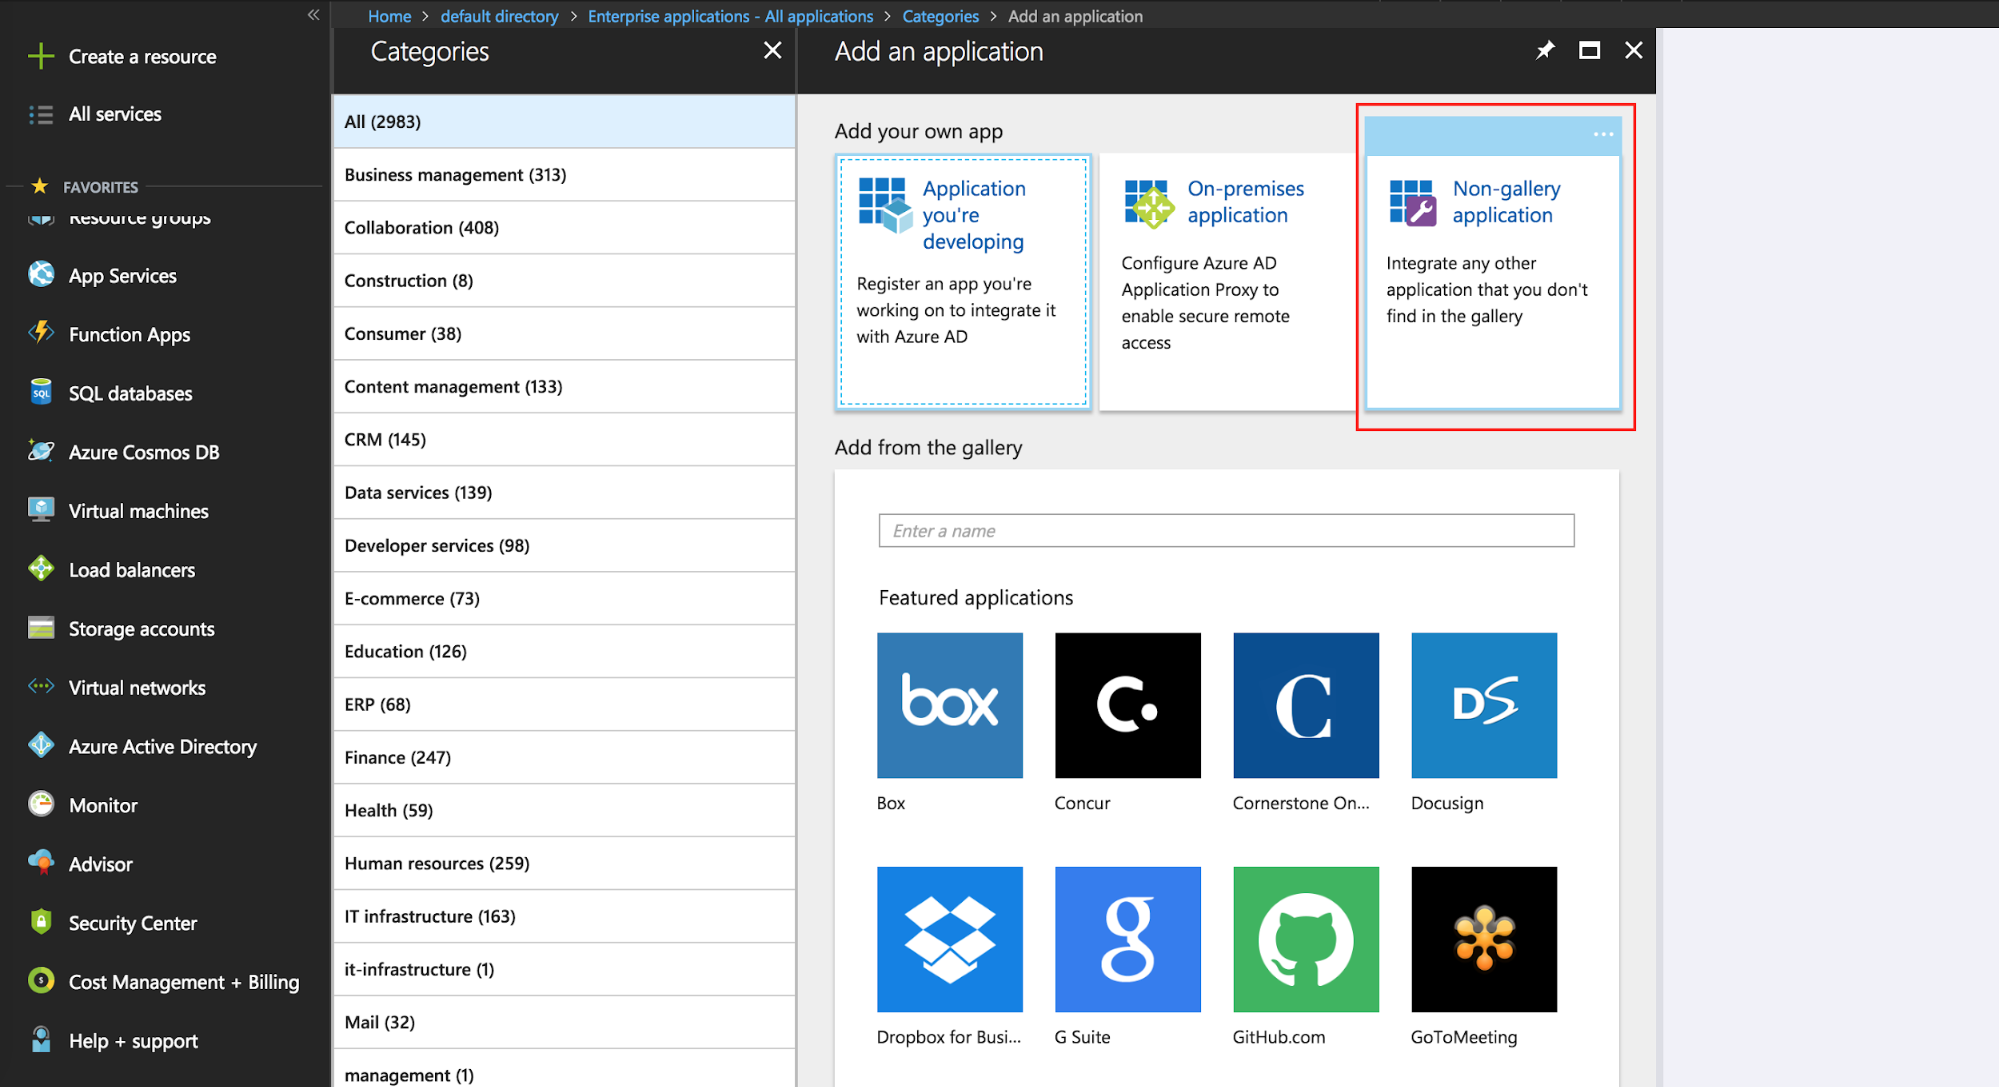 Home > default directory > Enterprise applications - All applications > Categories > Add an application
Create a resource
All services
FAVORITES
Resource groups
App Services
Function Apps
SQL
SQL databases
Azure Cosmos DB
Virtual machines
Load balancers
Storage accounts
Virtual networks
Azure Active Directory
Monitor
Advisor
Security Center
Cost Management + Billing
Help + support
Categories
All (2983)
Business management (313)
Collaboration (408)
Construction (8)
Consumer (38)
Content management (133)
CRM (145)
Data services (139)
Developer services (98)
E-commerce (73)
Education (126)
ERP (68)
Finance (247)
Health (59)
Human resources (259)
IT infrastructure (163)
it-infrastructure (1)
Mail (32)
management (1)
Add an application
Add your own app
Application
you're
developing
Register an app you're
working on to integrate it
with Azure AD
On-premises
application
Configure Azure AD
Application Proxy to
enable secure remote
access
Non-gallery
application
Integrate any other
application that you don't
find in the gallery
Add from the gallery
Enter a name
Featured applications
box
C.
C
DS
Box
Concur
Cornerstone On...
Docusign
g
Dropbox for Busi...
G Suite
GitHub.com
GoToMeeting